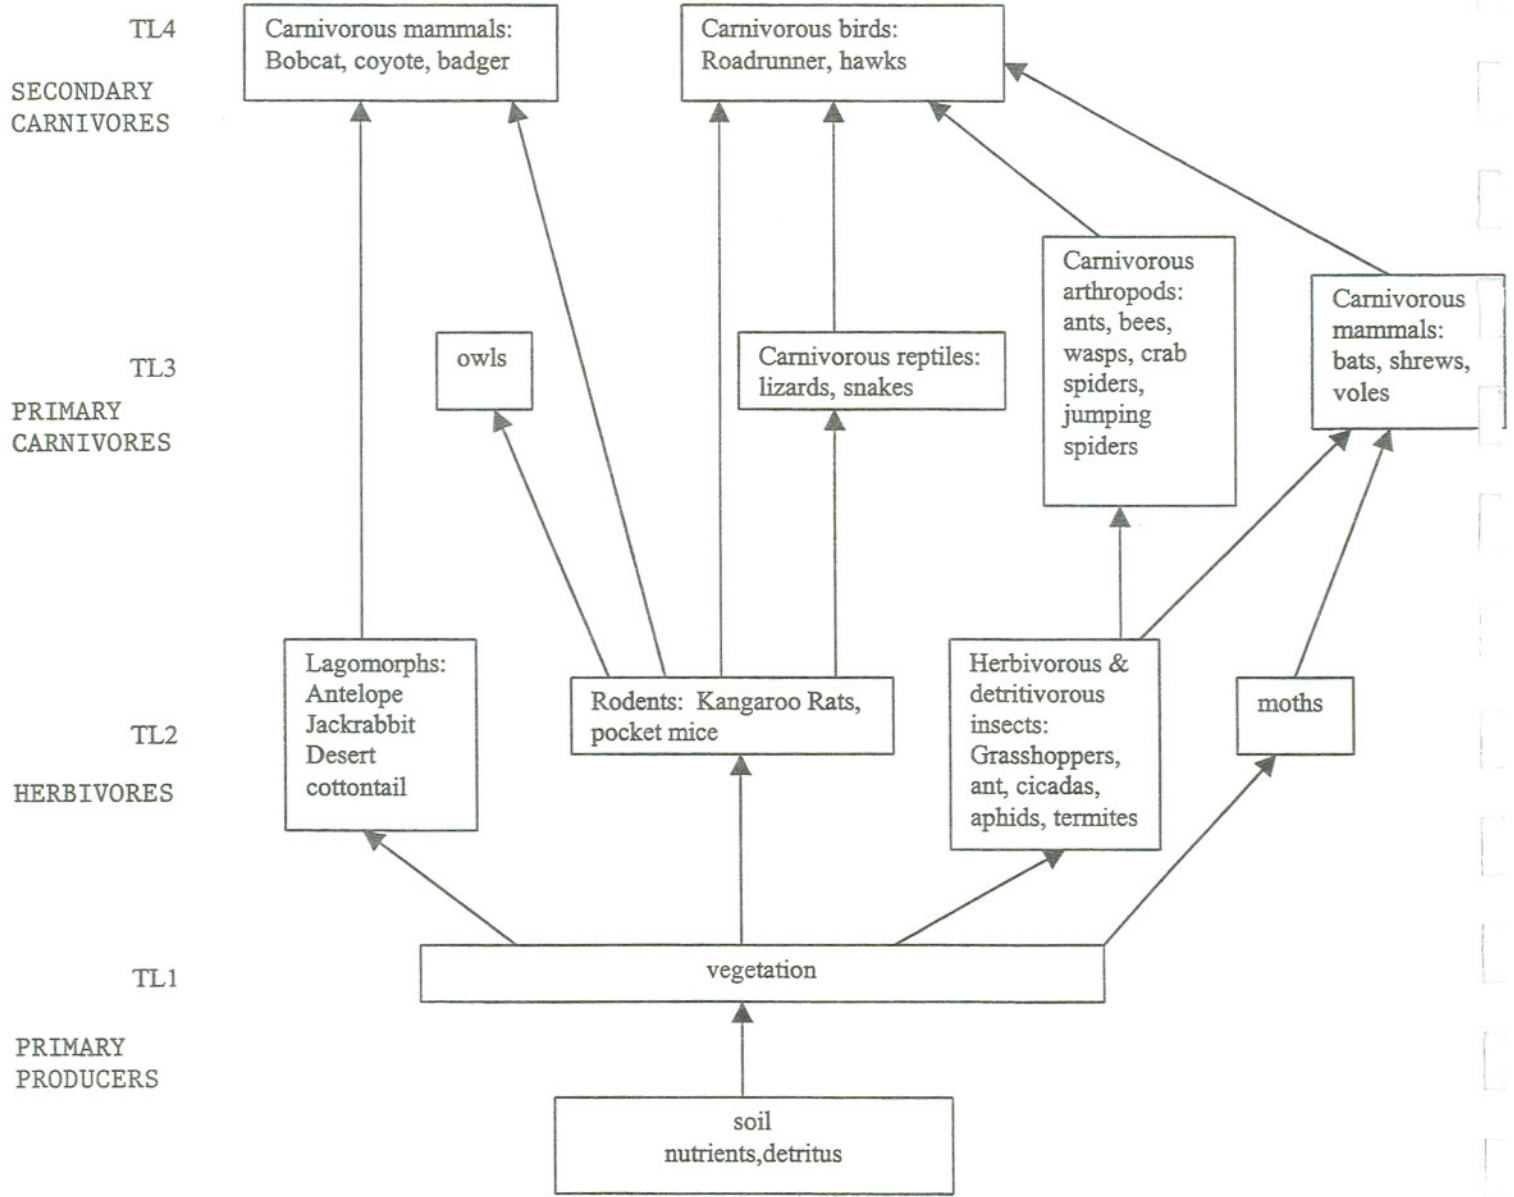 TL4
SECONDARY
CARNIVORES
Carnivorous mammals:
Bobcat, coyote, badger
Carnivorous birds:
Roadrunner, hawks
TL3
PRIMARY
CARNIVORES
owls
Carnivorous reptiles:
lizards, snakes
Carnivorous
arthropods:
ants, bees,
wasps, crab
spiders,
jumping
spiders
Carnivorous
mammals:
bats, shrews,
voles
TL2
HERBIVORES
Lagomorphs:
Antelope
Jackrabbit
Desert
cottontail
Rodents: Kangaroo Rats,
pocket mice
Herbivorous &
detritivorous
insects:
Grasshoppers,
ant, cicadas,
aphids, termites
moths
TL1
PRIMARY
PRODUCERS
vegetation
soil
nutrients,detritus